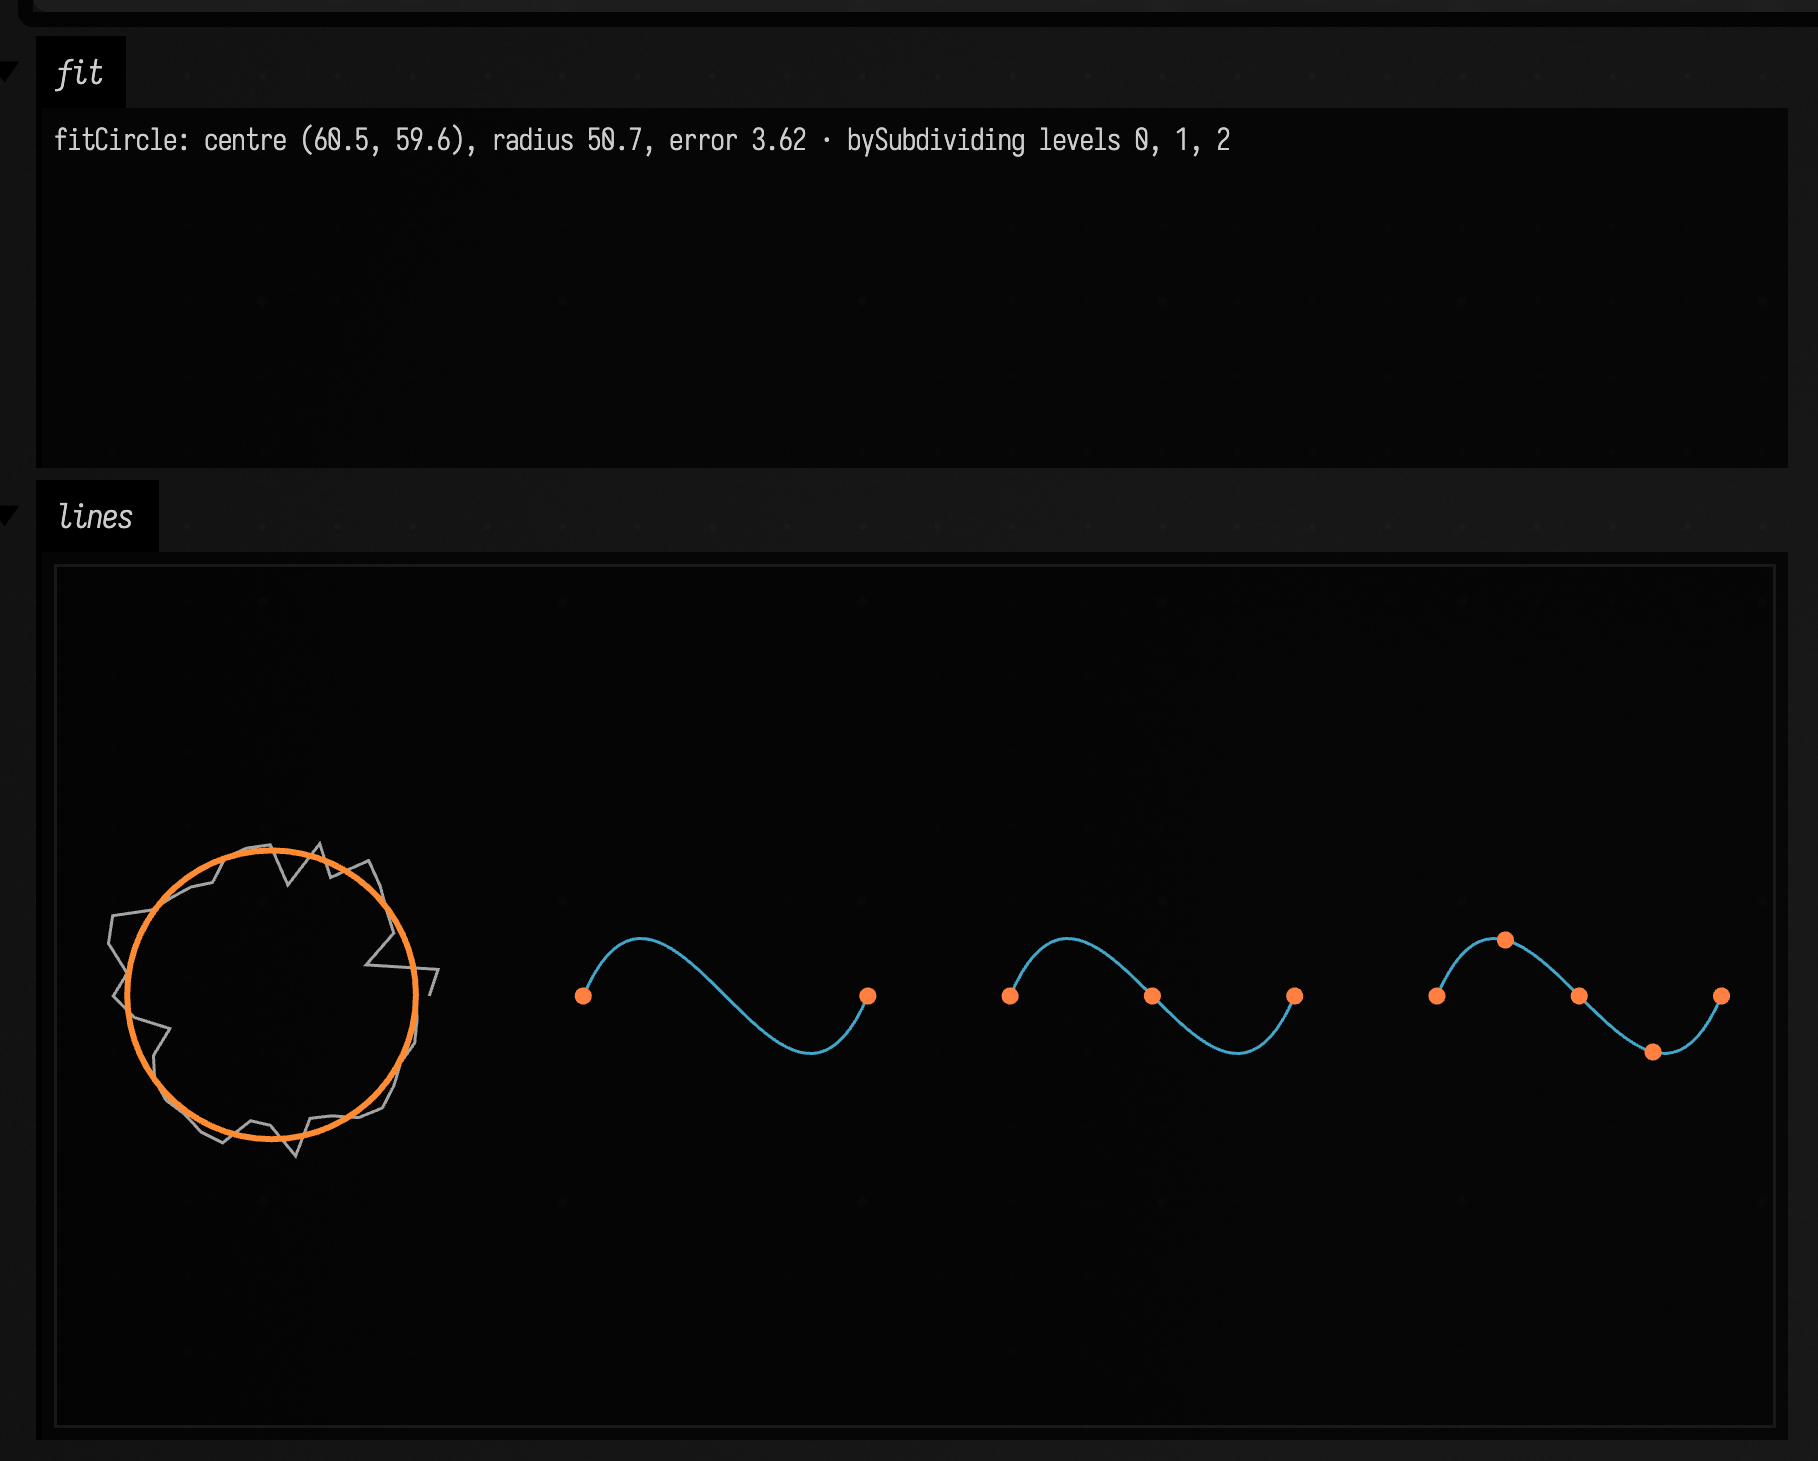 fit
fitCircle: centre (60.5, 59.6), radius 50.7, error 3.62 · bySubdividing levels 0, 1, 2
lines